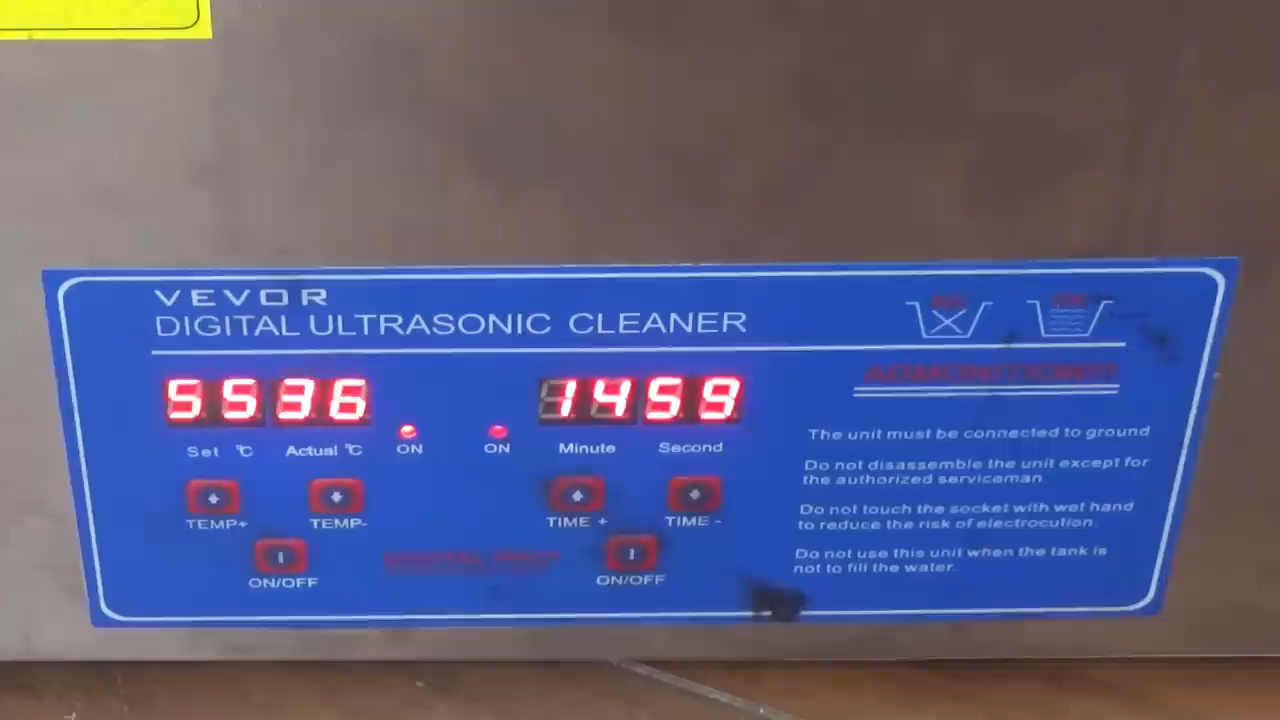 VEVOR
DIGITAL ULTRASONIC CLEANER
55 36 14 59
Set ℃ Actual ℃ ON ON Minute Second
TEMP+ TEMP- TIME + TIME -
ON/OFF ON/OFF
The unit must be connected to ground
Do not disassemble the unit except for
the authorized serviceman.
Do not touch the socket with wet hand
to reduce the risk of electrocution.
Do not use this unit when the tank is
not to fill the water.